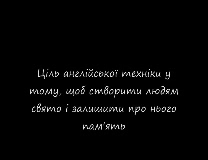 Ціль англійської техніки у
тому, щоб створити людям
свято і залишити про нього
пам'ять